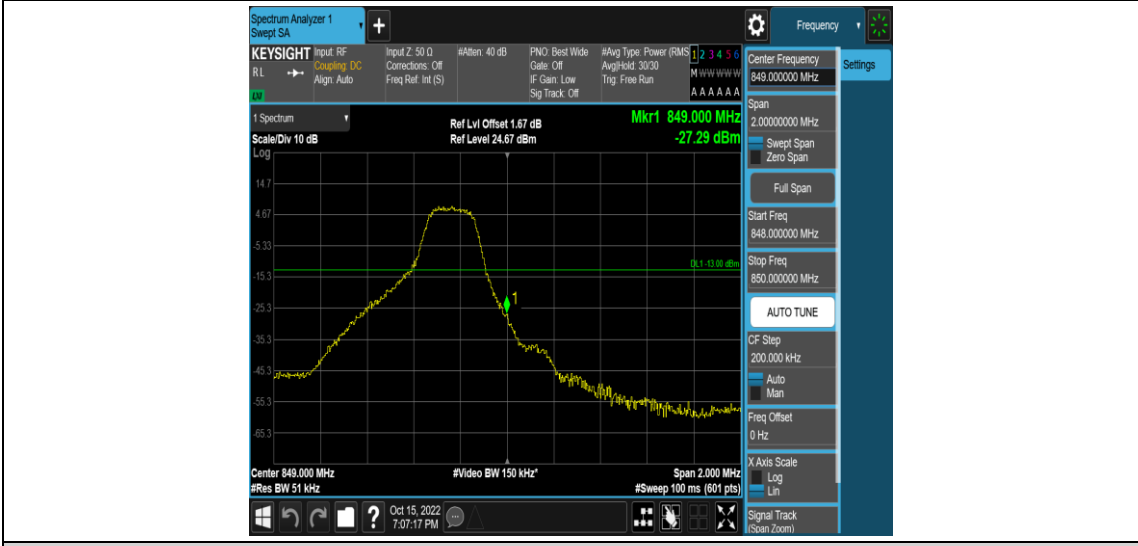 Spectrum Analyzer 1
Swept SA
+
Frequency
KEYSIGHT
RL
Input: RF
Coupling: DC
Align: Auto
Input Z: 50 Ω
Corrections: Off
Freq Ref: Int (S)
#Atten: 40 dB
PNO: Best Wide
Gate: Off
IF Gain: Low
Sig Track: Off
#Avg Type: Power (RMS
Avg|Hold: 30/30
Trig: Free Run
1 2 3 4 5 6
M W W W W W
A A A A A A
1 Spectrum
Scale/Div 10 dB
Log
Ref Lvl Offset 1.67 dB
Ref Level 24.67 dBm
Mkr1 849.000 MHz
-27.29 dBm
14.7
4.67
-5.33
-15.3
-25.3
-35.3
-45.3
-55.3
-65.3
DL1 -13.00 dBm
1
Center 849.000 MHz
#Res BW 51 kHz
#Video BW 150 kHz*
Span 2.000 MHz
#Sweep 100 ms (601 pts)
?
Oct 15, 2022
7:07:17 PM
Center Frequency
849.000000 MHz
Settings
Span
2.00000000 MHz
Swept Span
Zero Span
Full Span
Start Freq
848.000000 MHz
Stop Freq
850.000000 MHz
AUTO TUNE
CF Step
200.000 kHz
Auto
Man
Freq Offset
0 Hz
X Axis Scale
Log
Lin
Signal Track
(Span Zoom)